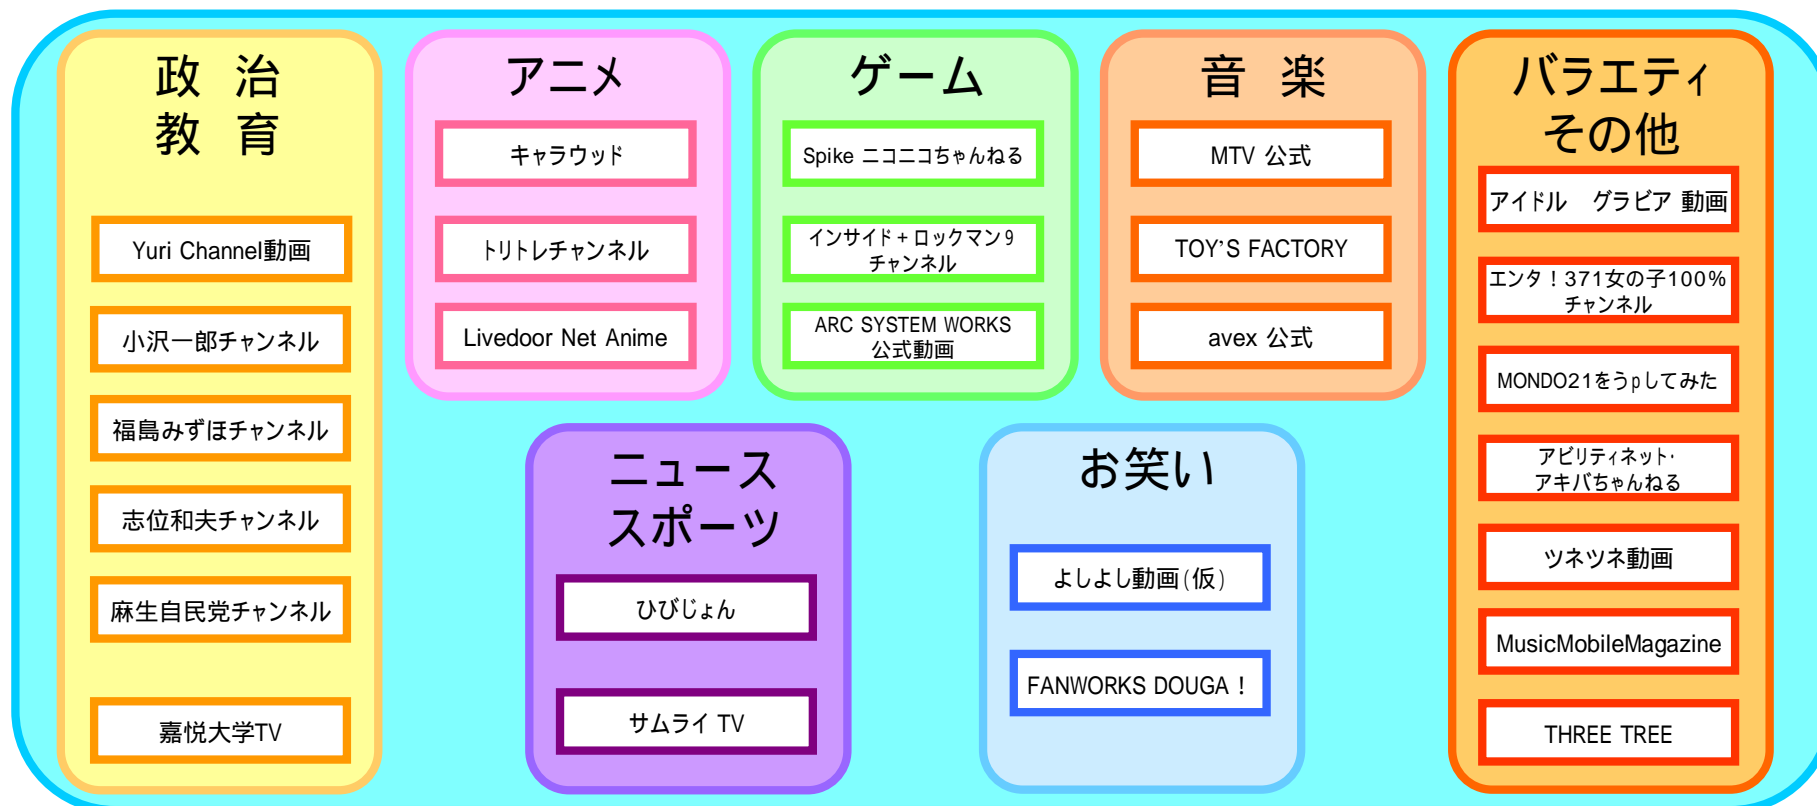 政 治
教 育
Yuri Channel動画
小沢一郎チャンネル
福島みずほチャンネル
志位和夫チャンネル
麻生自民党チャンネル
嘉悦大学TV
アニメ
キャラウッド
トリトレチャンネル
Livedoor Net Anime
ゲーム
Spike ニコニコちゃんねる
インサイド+ロックマン9
チャンネル
ARC SYSTEM WORKS
公式動画
音 楽
MTV 公式
TOY'S FACTORY
avex 公式
バラエティ
その他
アイドル　グラビア 動画
エンタ！371女の子100%
チャンネル
MONDO21をうpしてみた
アビリティネット・
アキバちゃんねる
ツネツネ動画
MusicMobileMagazine
THREE TREE
ニュース
スポーツ
ひびじょん
サムライ TV
お笑い
よしよし動画(仮)
FANWORKS DOUGA！